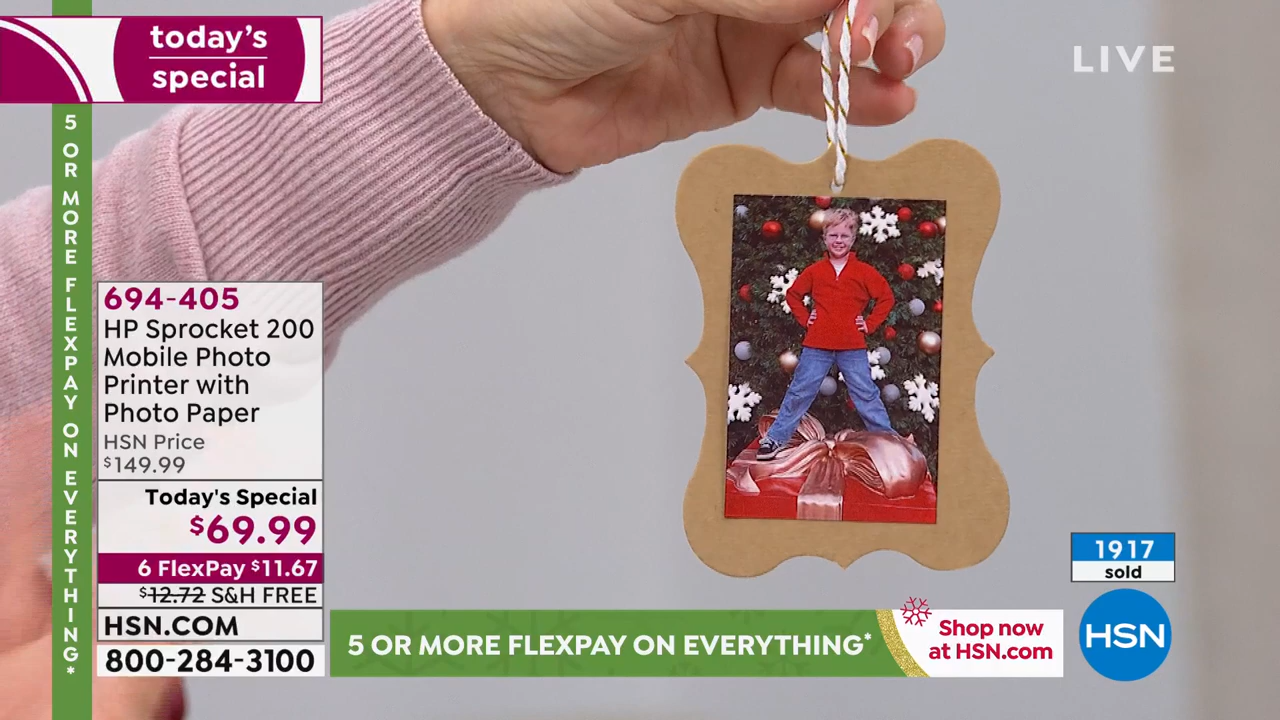 today's
special
LIVE
5 OR MORE FLEXPAY ON EVERYTHING*
694-405
HP Sprocket 200
Mobile Photo
Printer with
Photo Paper
HSN Price
$149.99
Today's Special
$69.99
6 FlexPay $11.67
$12.72 S&H FREE
HSN.COM
800-284-3100
5 OR MORE FLEXPAY ON EVERYTHING*
Shop now
at HSN.com
1917
sold
HSN